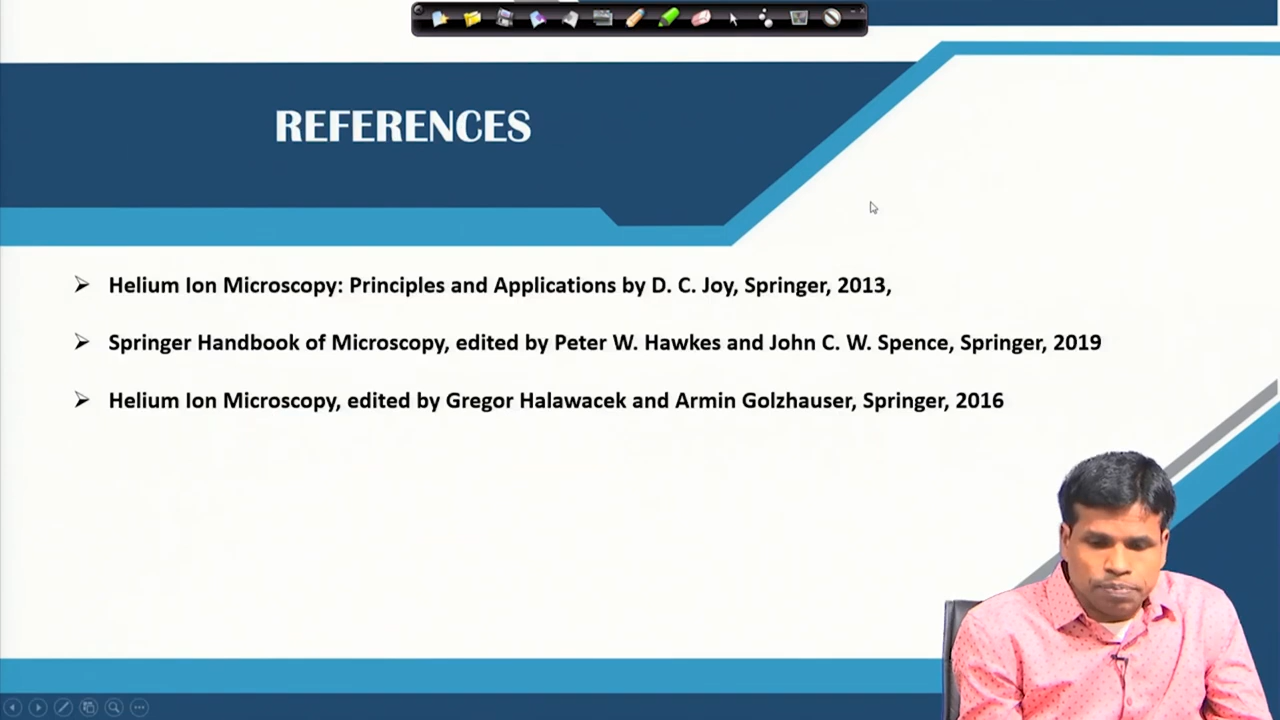 REFERENCES
Helium Ion Microscopy: Principles and Applications by D. C. Joy, Springer, 2013,
Springer Handbook of Microscopy, edited by Peter W. Hawkes and John C. W. Spence, Springer, 2019
Helium Ion Microscopy, edited by Gregor Halawacek and Armin Golzhauser, Springer, 2016